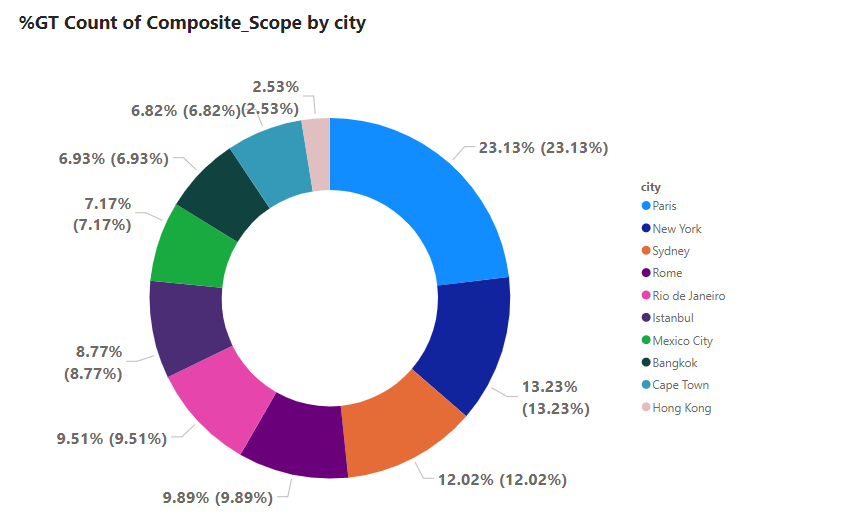 %GT Count of Composite_Scope by city
2.53%
(2.53%)
6.82% (6.82%)
23.13% (23.13%)
6.93% (6.93%)
7.17%
(7.17%)
8.77%
(8.77%)
13.23%
(13.23%)
9.51% (9.51%)
12.02% (12.02%)
9.89% (9.89%)
city
Paris
New York
Sydney
Rome
Rio de Janeiro
Istanbul
Mexico City
Bangkok
Cape Town
Hong Kong